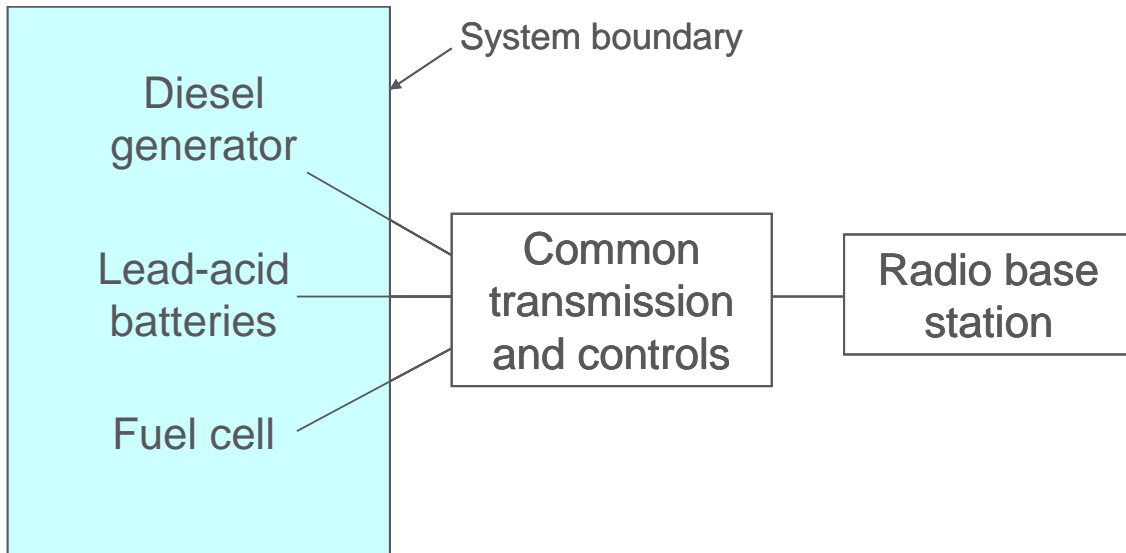 System boundary
Diesel
generator
Lead-acid
batteries
Fuel cell
Common
transmission
and controls
Radio base
station